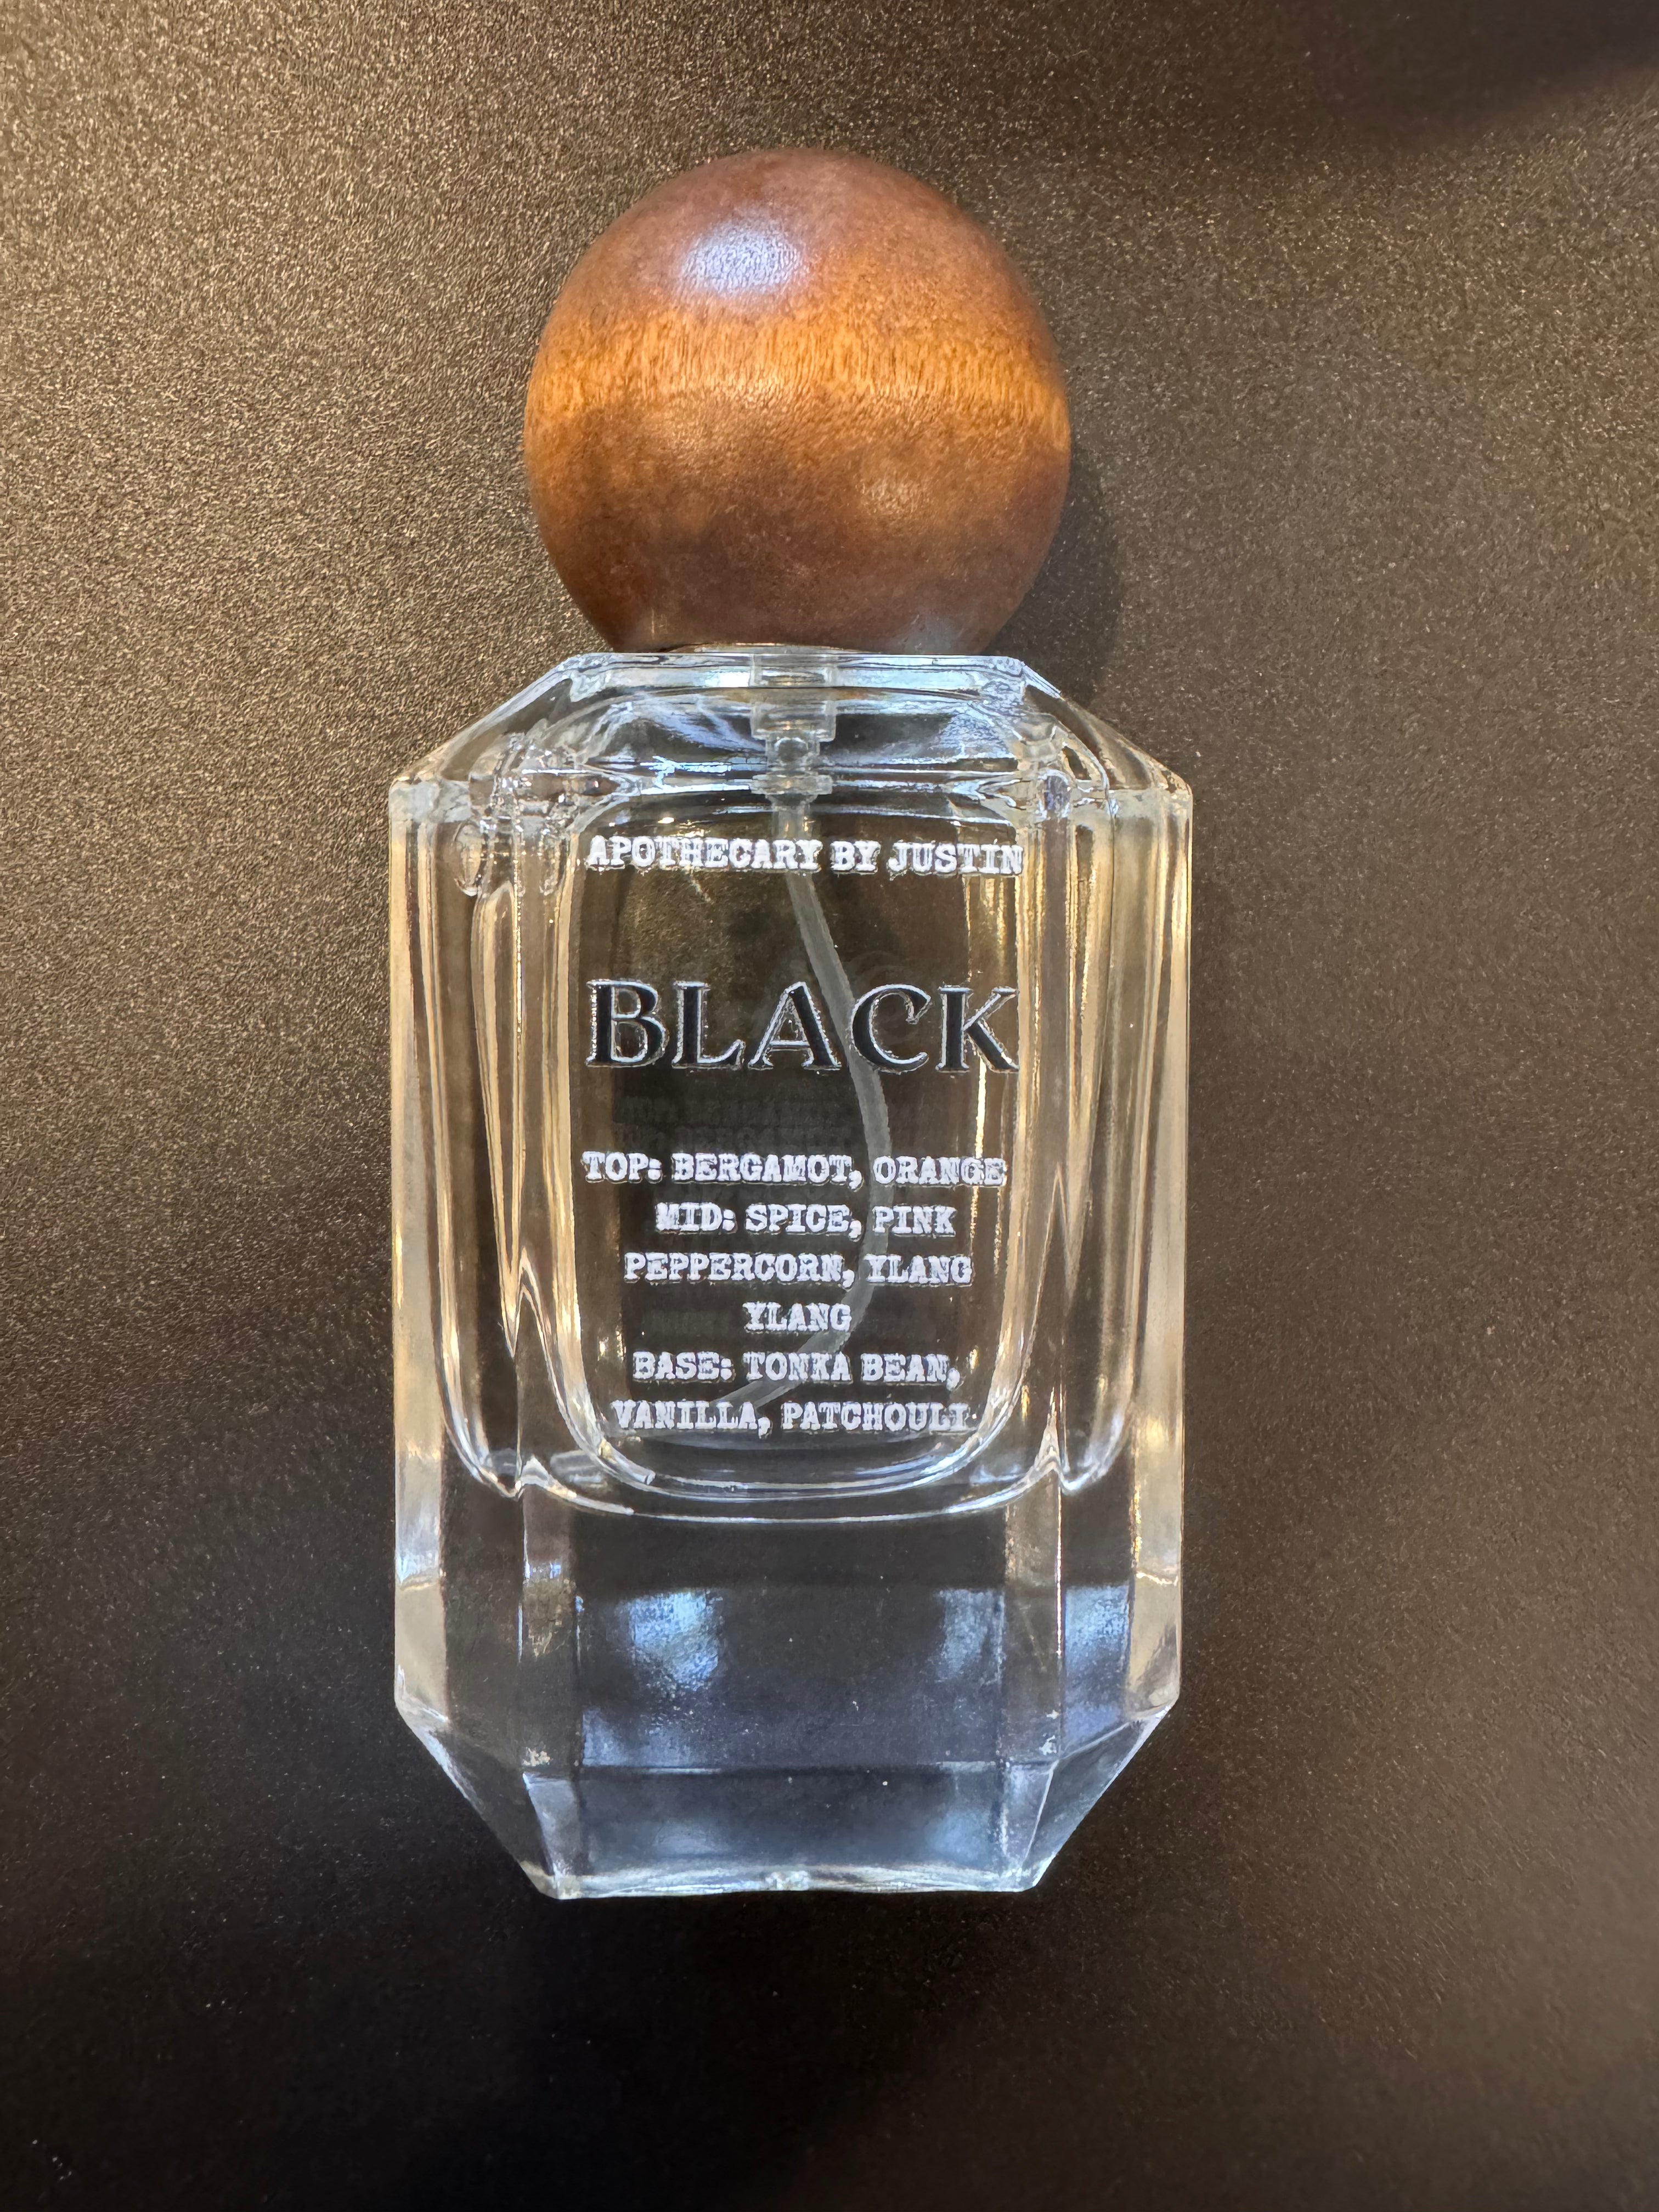 APOTHECARY BY JUSTIN
BLACK
TOP: BERGAMOT, ORANGE
MID: SPICE, PINK
PEPPERCORN, YLANG
YLANG
BASE: TONKA BEAN,
VANILLA, PATCHOULI